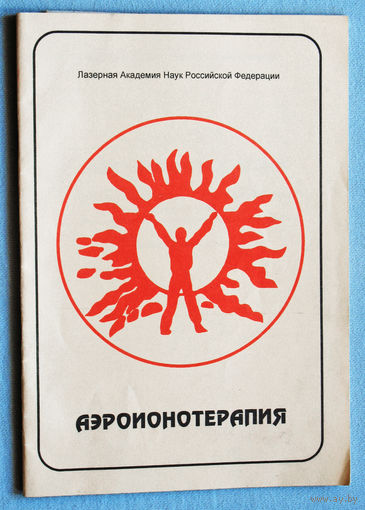 Лазерная Академия Наук Российской Федерации
АЭРОИОНОТЕРАПИЯ